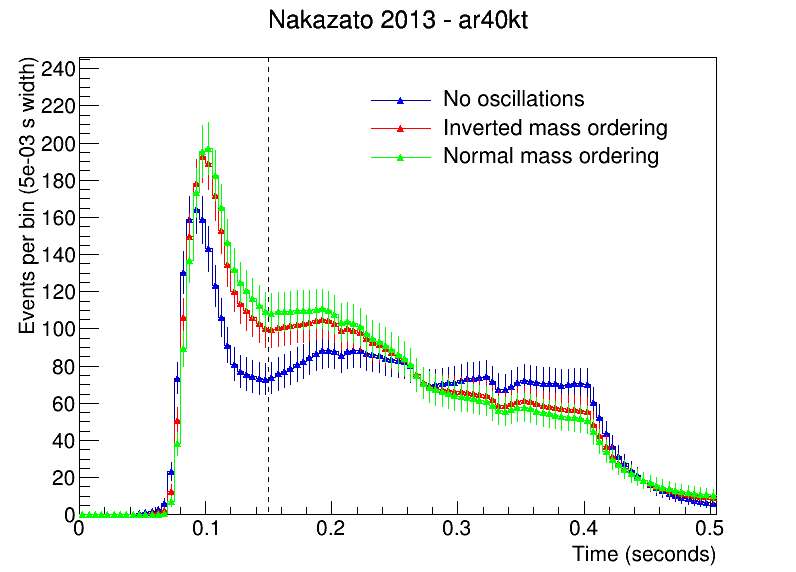 Nakazato 2013 - ar40kt
Events per bin (5e-03 s width)
240
220
200
180
160
140
120
100
80
60
40
20
0
No oscillations
Inverted mass ordering
Normal mass ordering
0 0.1 0.2 0.3 0.4 0.5
Time (seconds)